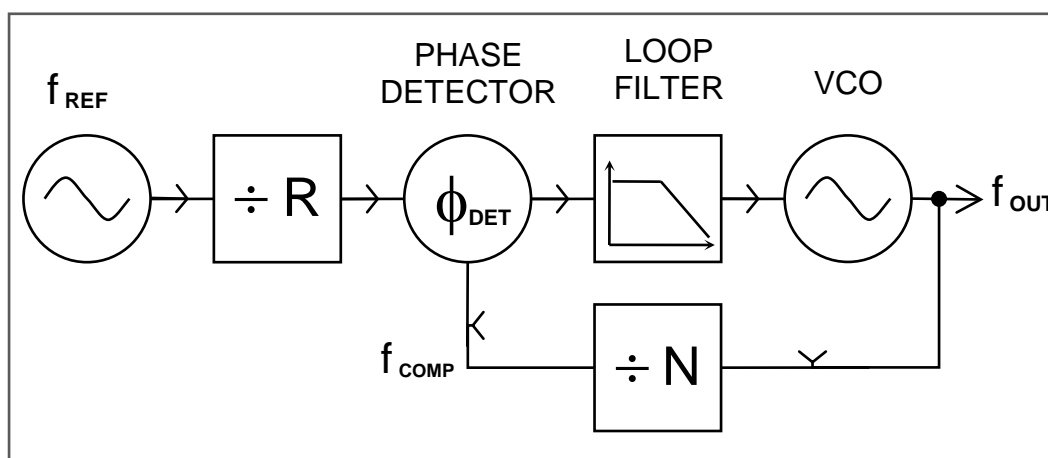 PHASE
DETECTOR
LOOP
FILTER
VCO
f REF
÷ R
ϕDET
f OUT
f COMP
÷ N